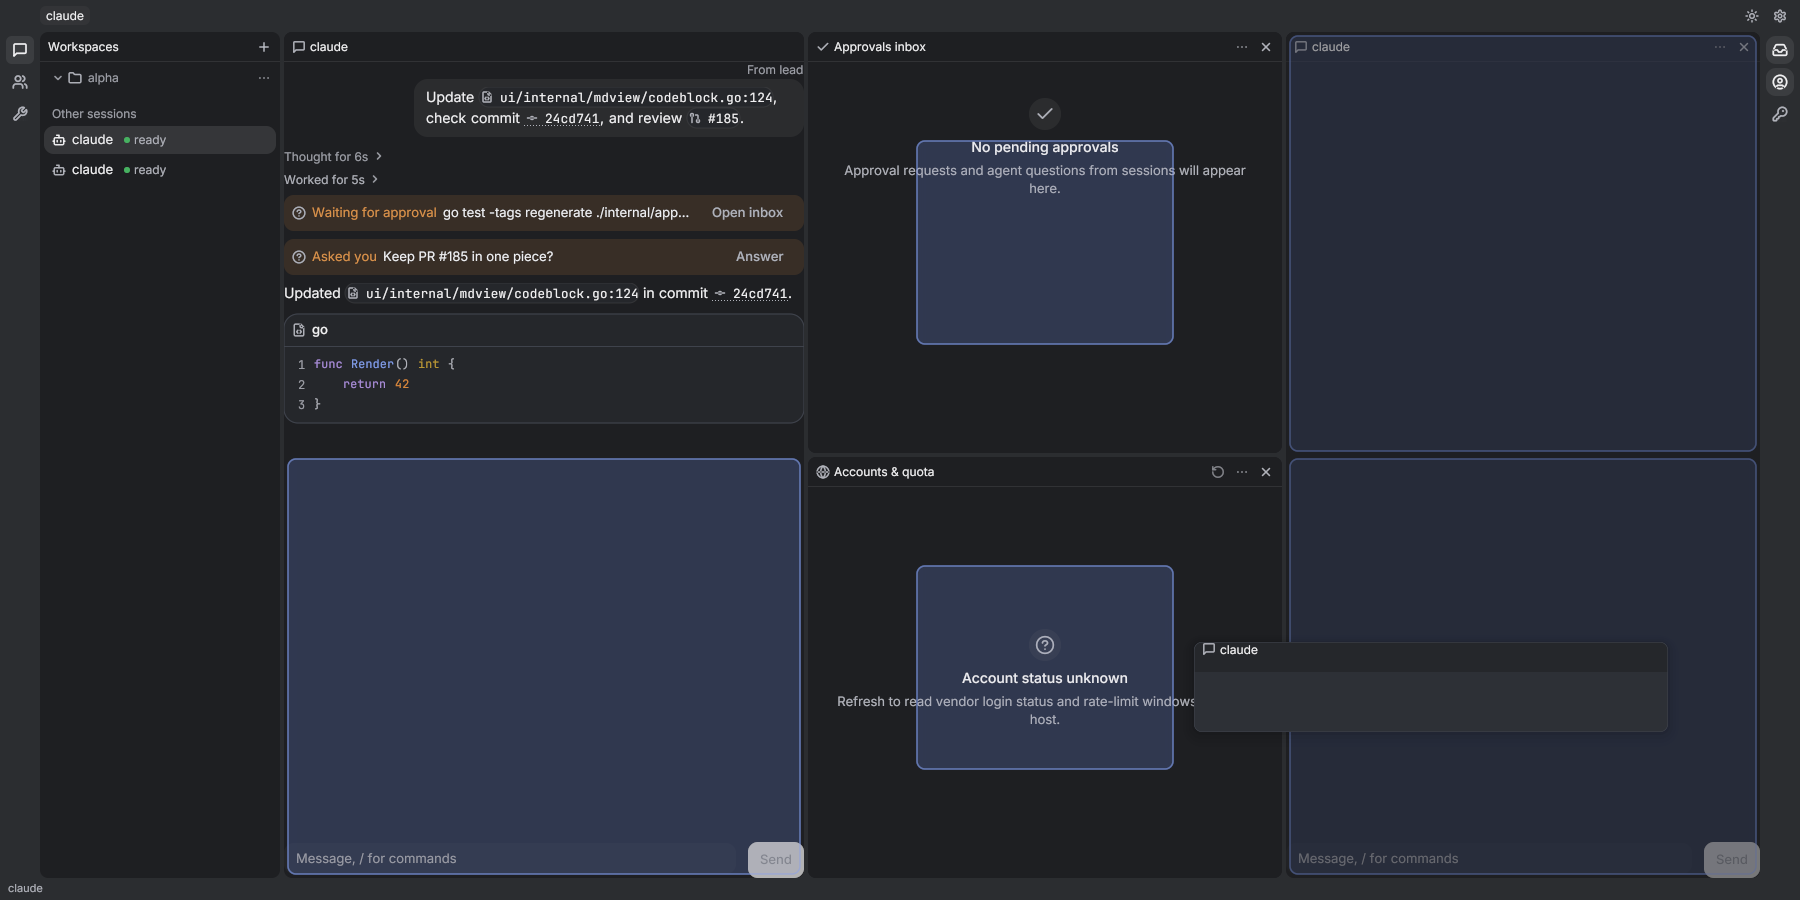 claude
Workspaces
alpha
Other sessions
claude ready
claude ready
claude
From lead
Update ui/internal/mdview/codeblock.go:124,
check commit 24cd741, and review #185.
Thought for 6s
Worked for 5s
Waiting for approval go test -tags regenerate ./internal/app... Open inbox
Asked you Keep PR #185 in one piece? Answer
Updated ui/internal/mdview/codeblock.go:124 in commit 24cd741.
go
1 func Render() int {
2     return 42
3 }
Message, / for commands
Send
Approvals inbox
No pending approvals
Approval requests and agent questions from sessions will appear
here.
Accounts & quota
Account status unknown
Refresh to read vendor login status and rate-limit windows
host.
claude
claude
Message, / for commands
Send
claude